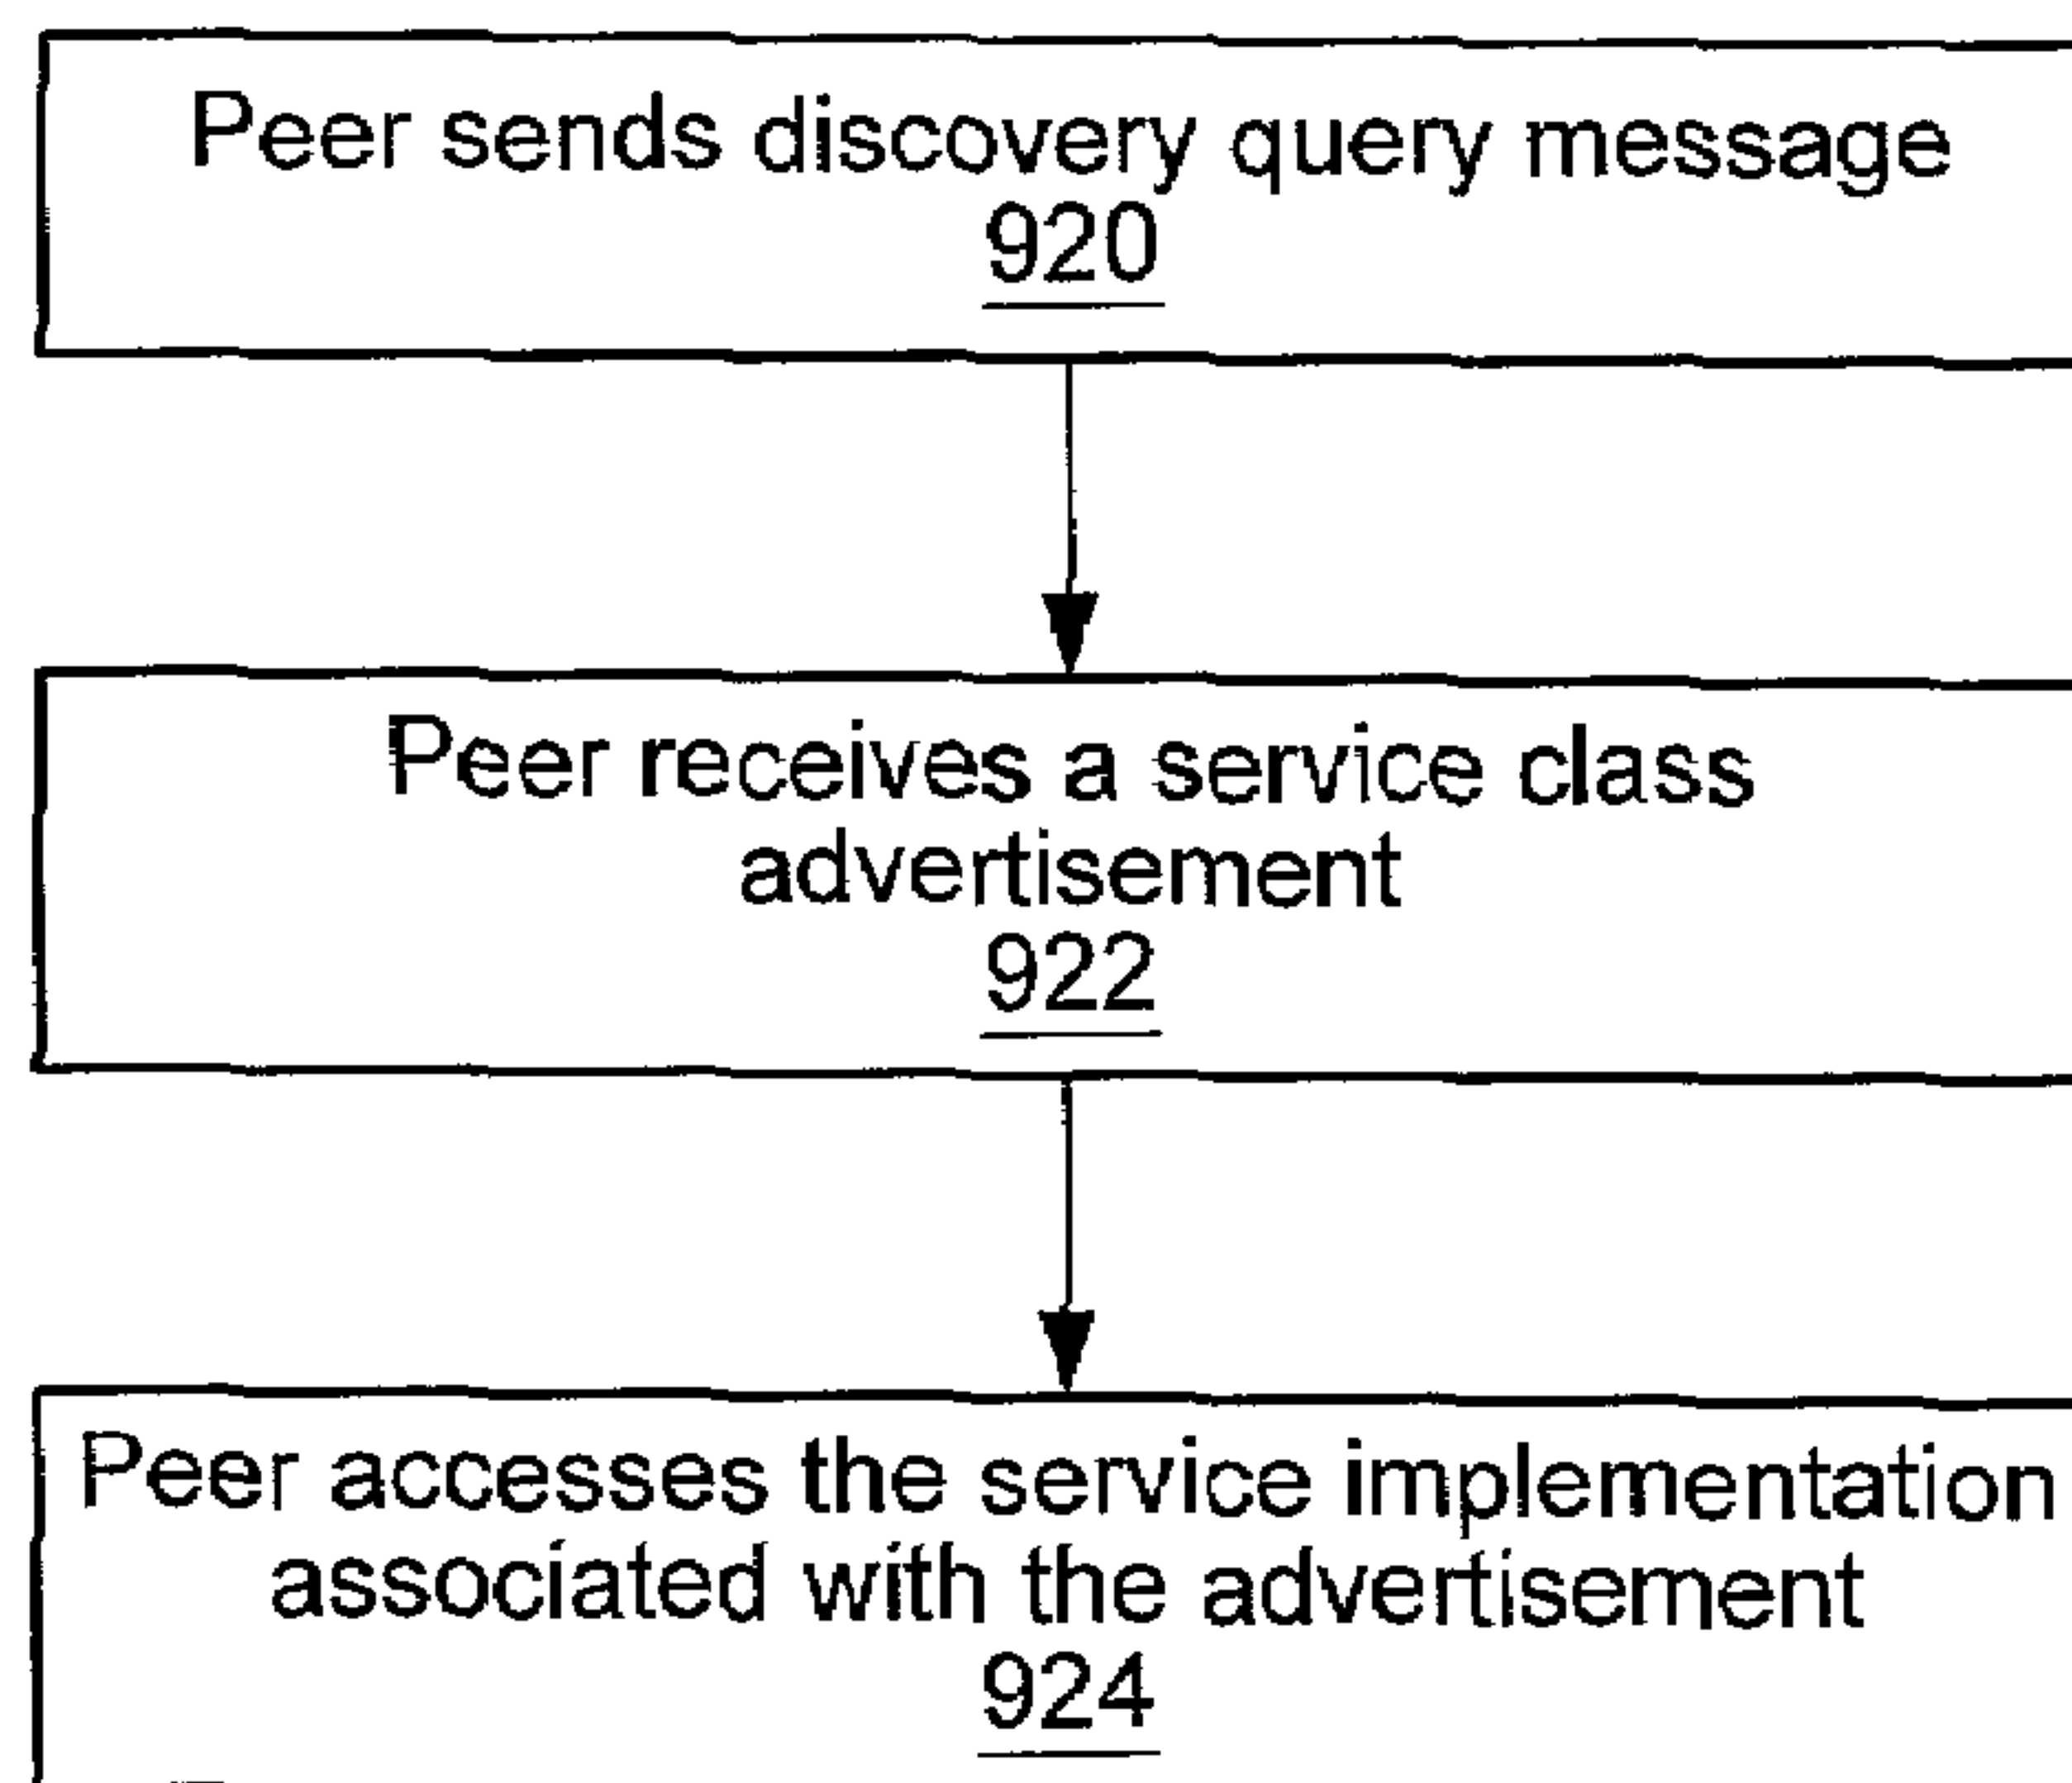 Peer sends discovery query message
920
Peer receives a service class
advertisement
922
Peer accesses the service implementation
associated with the advertisement
924